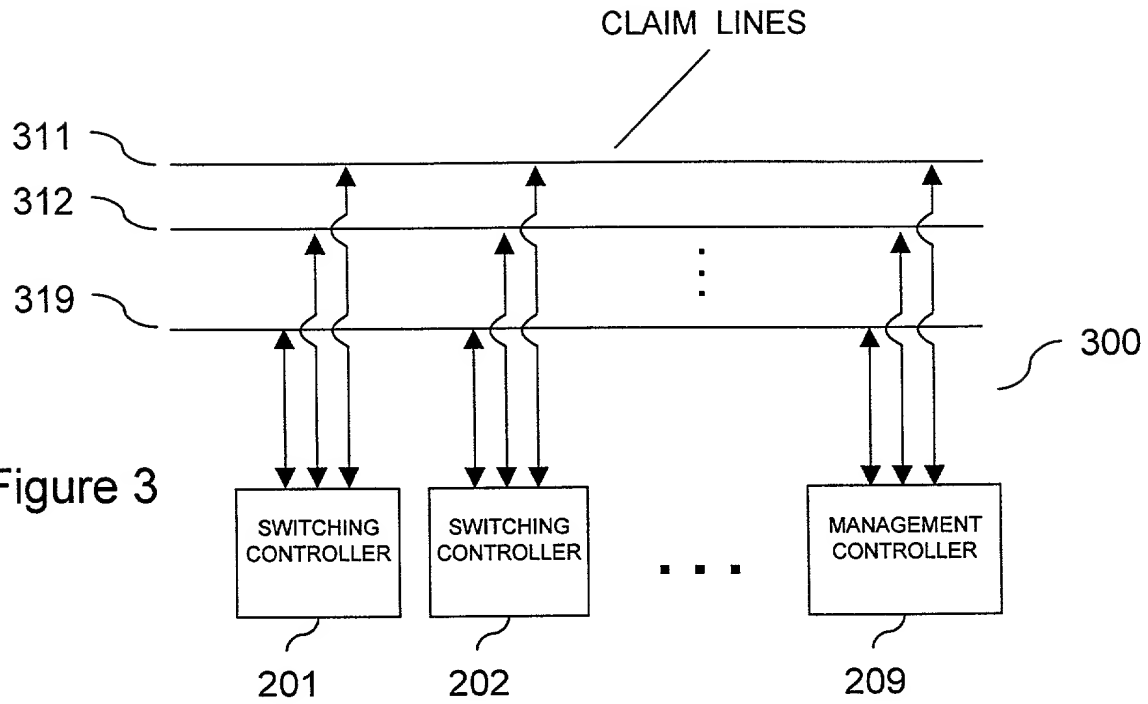 CLAIM LINES
311
312
319
300
Figure 3
SWITCHING
CONTROLLER
SWITCHING
CONTROLLER
MANAGEMENT
CONTROLLER
201
202
209